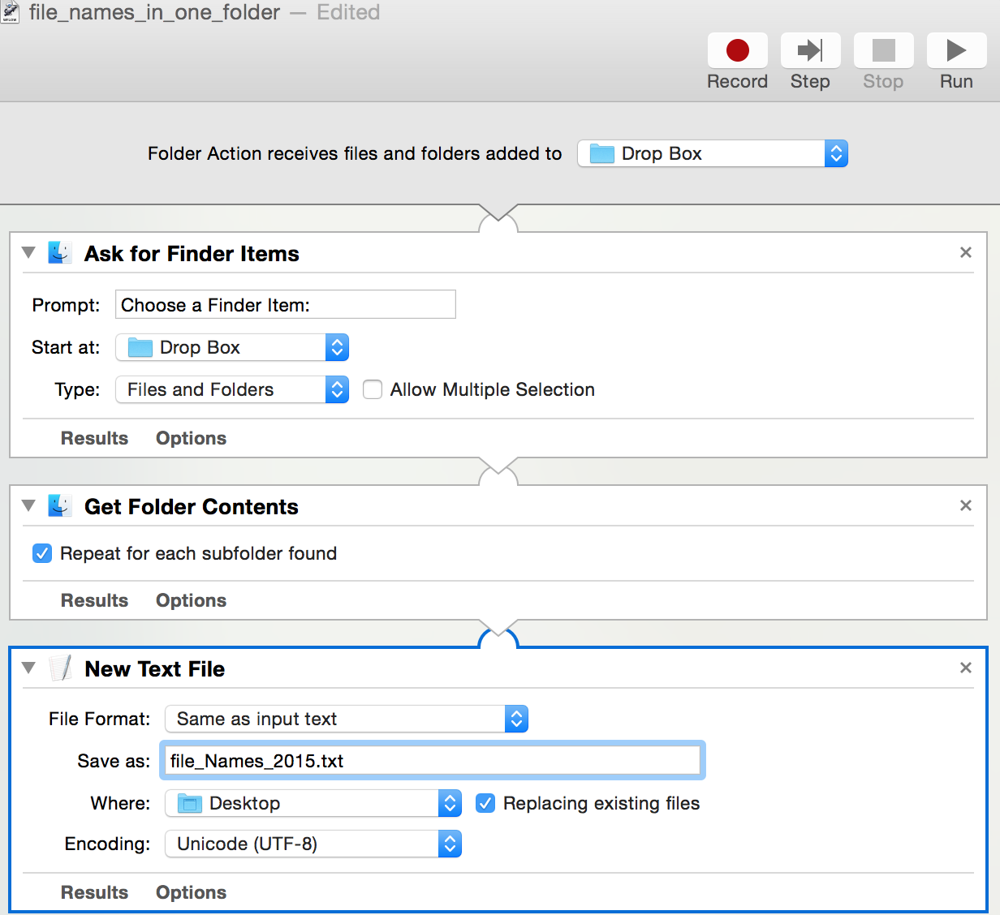 file_names_in_one_folder — Edited
Record Step Stop Run
Folder Action receives files and folders added to Drop Box
Ask for Finder Items
Prompt: Choose a Finder Item:
Start at: Drop Box
Type: Files and Folders Allow Multiple Selection
Results Options
Get Folder Contents
Repeat for each subfolder found
Results Options
New Text File
File Format: Same as input text
Save as: file_Names_2015.txt
Where: Desktop Replacing existing files
Encoding: Unicode (UTF-8)
Results Options